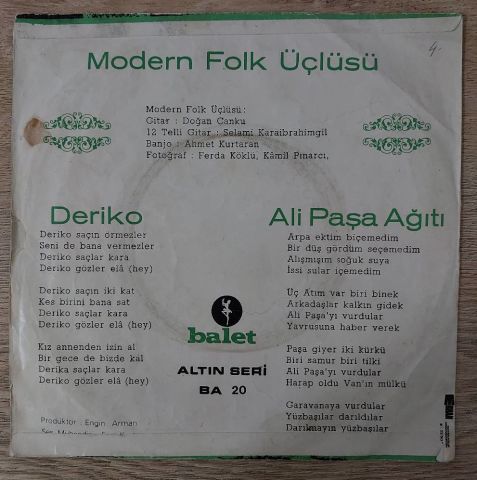 4.
Modern Folk Üçlüsü
Modern Folk Üçlüsü:
Gitar : Doğan Canku
12 Telli Gitar : Selami Karaibrahimgil
Banjo : Ahmet Kurtaran
Fotoğraf : Ferda Köklü, Kâmil Pınarcı,
Deriko
Deriko saçın örmezler
Seni de bana vermezler
Deriko saçlar kara
Deriko gözler elâ (hey)
Deriko saçın iki kat
Kes birini bana sat
Deriko saçlar kara
Deriko gözler elâ (hey)
Kız annenden izin al
Bir gece de bizde kal
Derika saçlar kara
Deriko gözler elâ (hey)
Prodüktör : Engin Arman
balet
ALTIN SERİ
BA 20
Ali Paşa Ağıtı
Arpa ektim biçemedim
Bir düş gördüm seçemedim
Alışmışım soğuk suya
İssi sular içemedim
Üç Atım var biri binek
Arkadaşlar kalkın gidek
Ali Paşa'yı vurdular
Yavrusuna haber verek
Paşa giyer iki kürkü
Biri samur biri tilki
Ali Paşa'yı vurdular
Harap oldu Van'ın mülkü
Garavanaya vurdular
Yüzbaşılar darıldılar
Darılmayın yüzbaşılar